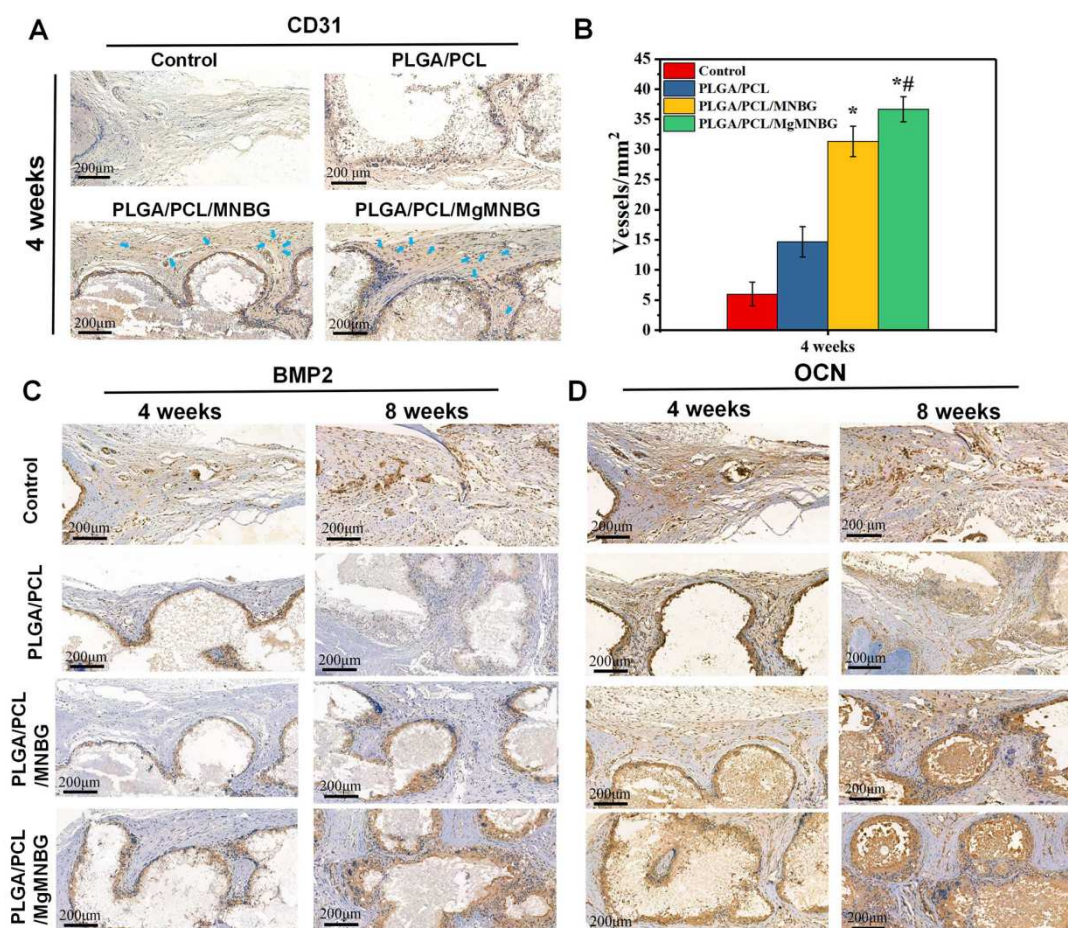 A
CD31
Control
PLGA/PCL
4 weeks
200μm
200 μm
PLGA/PCL/MNBG
PLGA/PCL/MgMNBG
200μm
200μm
B
Vessels/mm²
45
40
35
30
25
20
15
10
5
0
Control
PLGA/PCL
PLGA/PCL/MNBG
PLGA/PCL/MgMNBG
*
*#
4 weeks
C
BMP2
4 weeks
8 weeks
Control
200μm
200μm
PLGA/PCL
200μm
200μm
PLGA/PCL
/MNBG
200μm
200μm
PLGA/PCL
/MgMNBG
200μm
200μm
D
OCN
4 weeks
8 weeks
200μm
200 μm
200μm
200μm
200μm
200μm
200μm
200μm